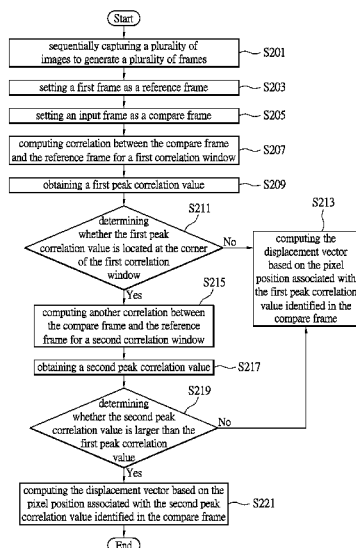 Start
sequentially capturing a plurality of
images to generate a plurality of frames
S201
setting a first frame as a reference frame
S203
setting an input frame as a compare frame
S205
computing correlation between the compare frame
and the reference frame for a first correlation window
S207
obtaining a first peak correlation value
S209
S211
determining
whether the first peak
correlation value is located at the corner
of the first correlation
window
No
Yes
S213
computing the
displacement vector
based on the pixel
position associated with
the first peak correlation
value identified in the
compare frame
S215
computing another correlation between
the compare frame and the reference
frame for a second correlation window
obtaining a second peak correlation value
S217
S219
determining
whether the second peak
correlation value is larger than the
first peak correlation
value
No
Yes
computing the displacement vector based on the
pixel position associated with the second peak
correlation value identified in the compare frame
S221
End